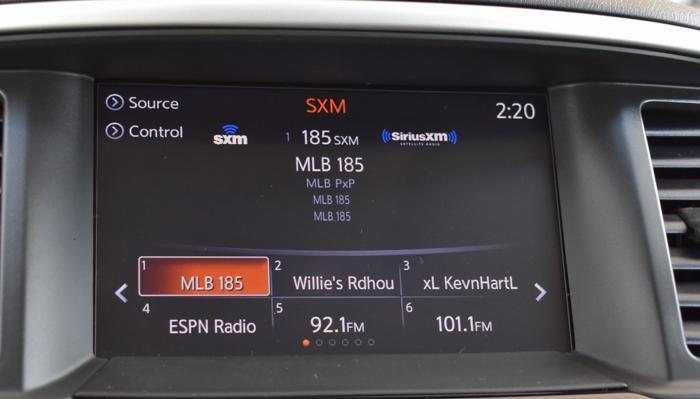 Source SXM 2:20
Control sxm 1 185 SXM SiriusXM
SATELLITE RADIO
MLB 185
MLB PxP
MLB 185
MLB 185
1 MLB 185 2 Willie's Rdhou 3 xL KevnHartL
4 ESPN Radio 5 92.1FM 6 101.1FM